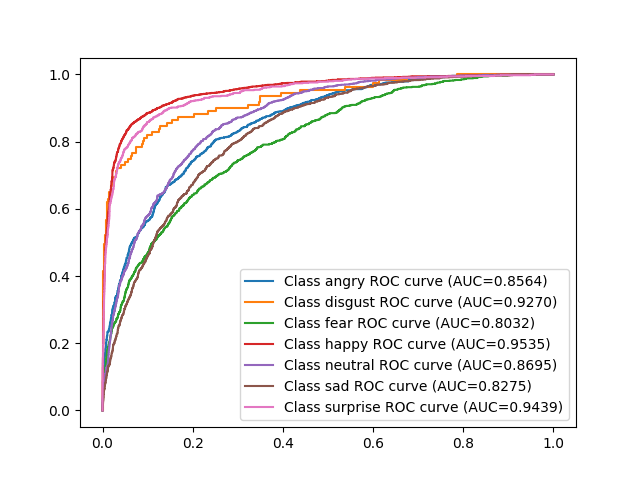 1.0
0.8
0.6
0.4
0.2
0.0
Class angry ROC curve (AUC=0.8564)
Class disgust ROC curve (AUC=0.9270)
Class fear ROC curve (AUC=0.8032)
Class happy ROC curve (AUC=0.9535)
Class neutral ROC curve (AUC=0.8695)
Class sad ROC curve (AUC=0.8275)
Class surprise ROC curve (AUC=0.9439)
0.0 0.2 0.4 0.6 0.8 1.0